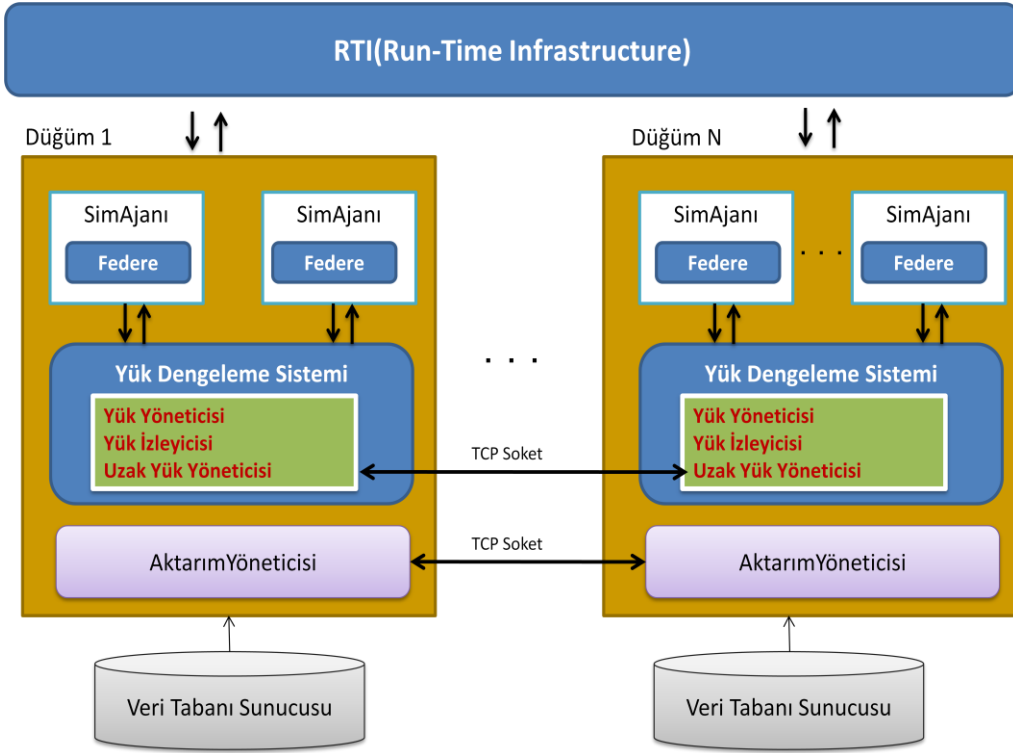 RTI(Run-Time Infrastructure)
Düğüm 1
Düğüm N
SimAjanı
SimAjanı
SimAjanı
SimAjanı
Federe
Federe
Federe
. . .
Federe
Yük Dengeleme Sistemi
. . .
Yük Dengeleme Sistemi
Yük Yöneticisi
Yük İzleyicisi
Uzak Yük Yöneticisi
TCP Soket
Yük Yöneticisi
Yük İzleyicisi
Uzak Yük Yöneticisi
AktarımYöneticisi
TCP Soket
AktarımYöneticisi
Veri Tabanı Sunucusu
Veri Tabanı Sunucusu